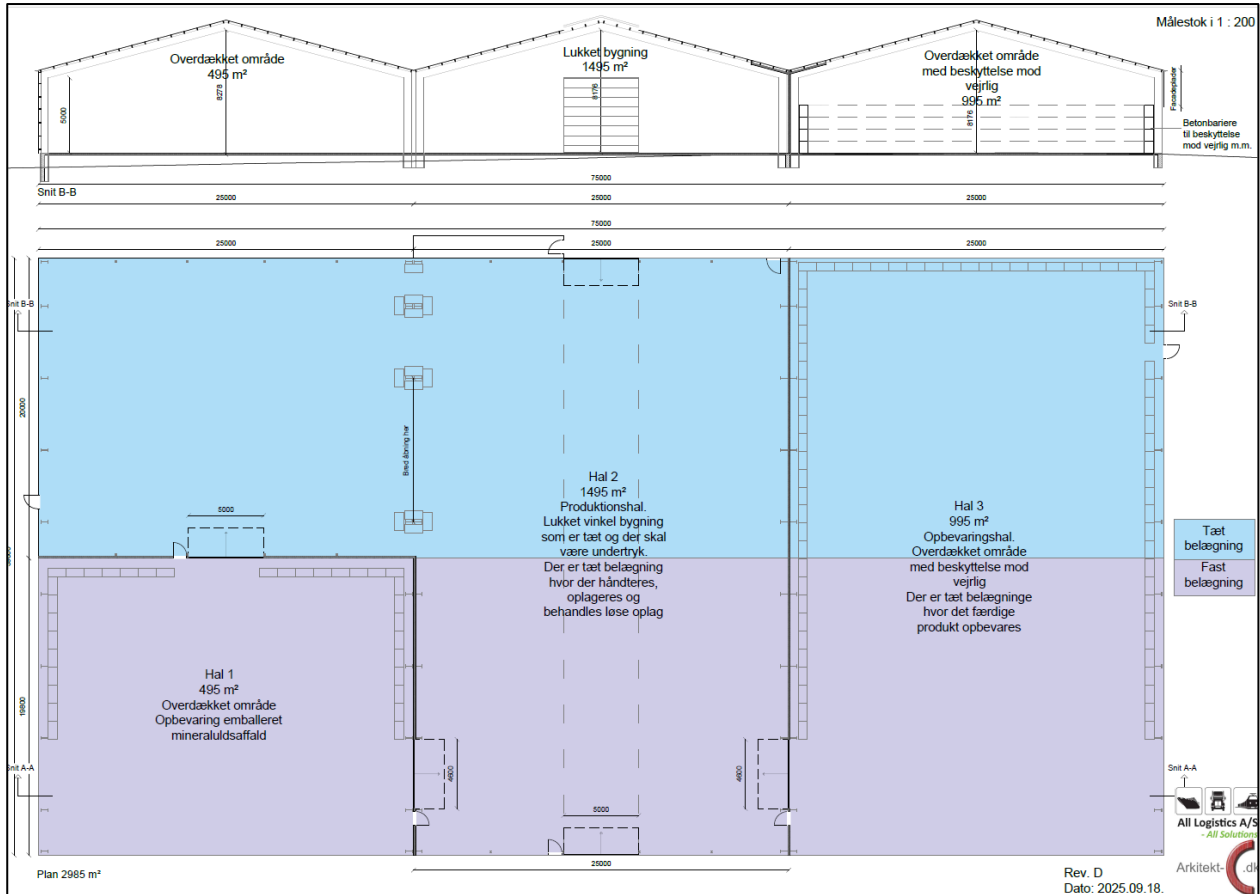 Målestok i 1 : 200
Overdækket område
495 m²
8278
5000
Lukket bygning
1495 m²
8176
Overdækket område
med beskyttelse mod
vejrlig
995 m²
8176
Facadeplader
Betonbariere
til beskyttelse
mod vejrlig m.m.
75000
Snit B-B
25000
25000
25000
75000
25000
25000
25000
Snit B-B
Snit B-B
20000
Bred åbning her
5000
Hal 2
1495 m²
Produktionshal.
Lukket vinkel bygning
som er tæt og der skal
være undertryk.
Der er tæt belægning
hvor der håndteres,
oplageres og
behandles løse oplag
Hal 3
995 m²
Opbevaringshal.
Overdækket område
med beskyttelse mod
vejrlig
Der er tæt belægninge
hvor det færdige
produkt opbevares
Tæt
belægning
Fast
belægning
Hal 1
495 m²
Overdækket område
Opbevaring emballeret
mineraluldsaffald
19800
4600
4600
Snit A-A
Snit A-A
5000
25000
All Logistics A/S
- All Solutions
Arkitekt-C.dk
Plan 2985 m²
Rev. D
Dato: 2025.09.18.